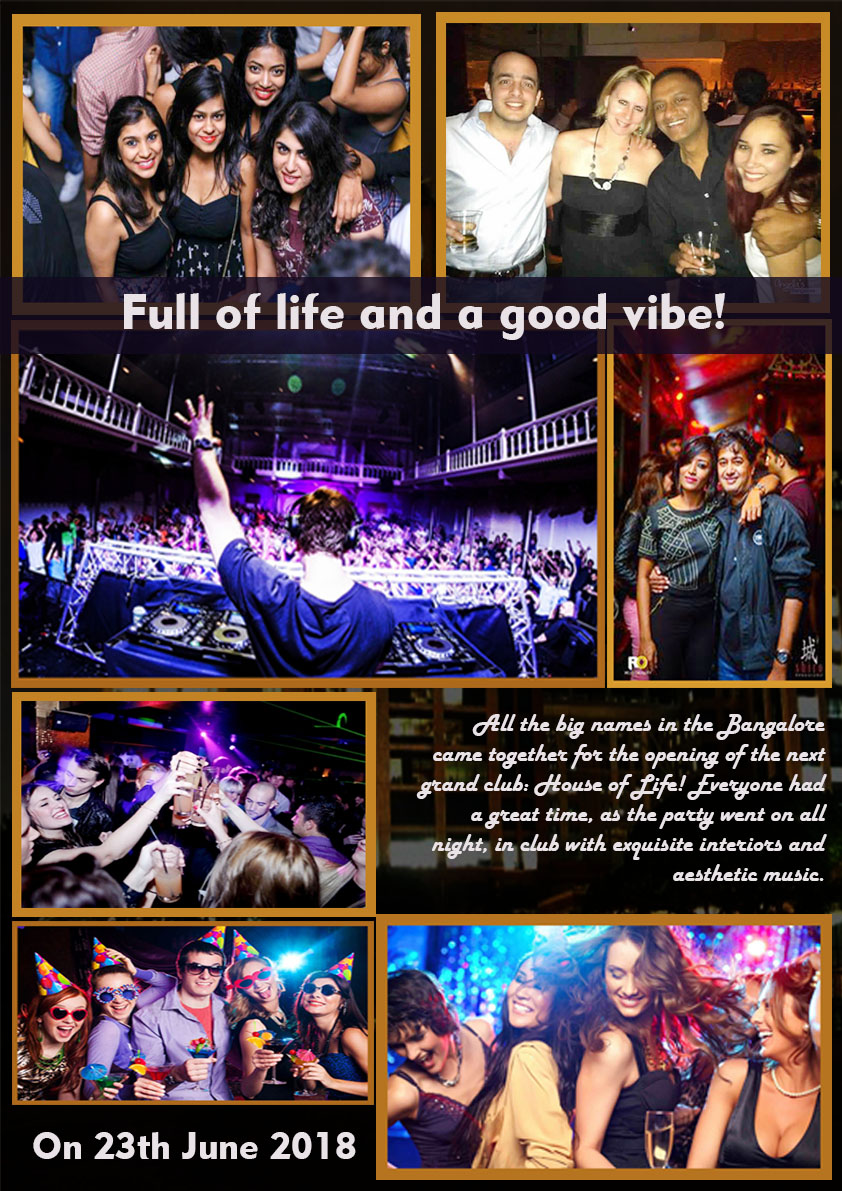 Full of life and a good vibe!
RO
城
All the big names in the Bangalore
came together for the opening of the next
grand club: House of Life! Everyone had
a great time, as the party went on all
night, in club with exquisite interiors and
aesthetic music.
On 23th June 2018